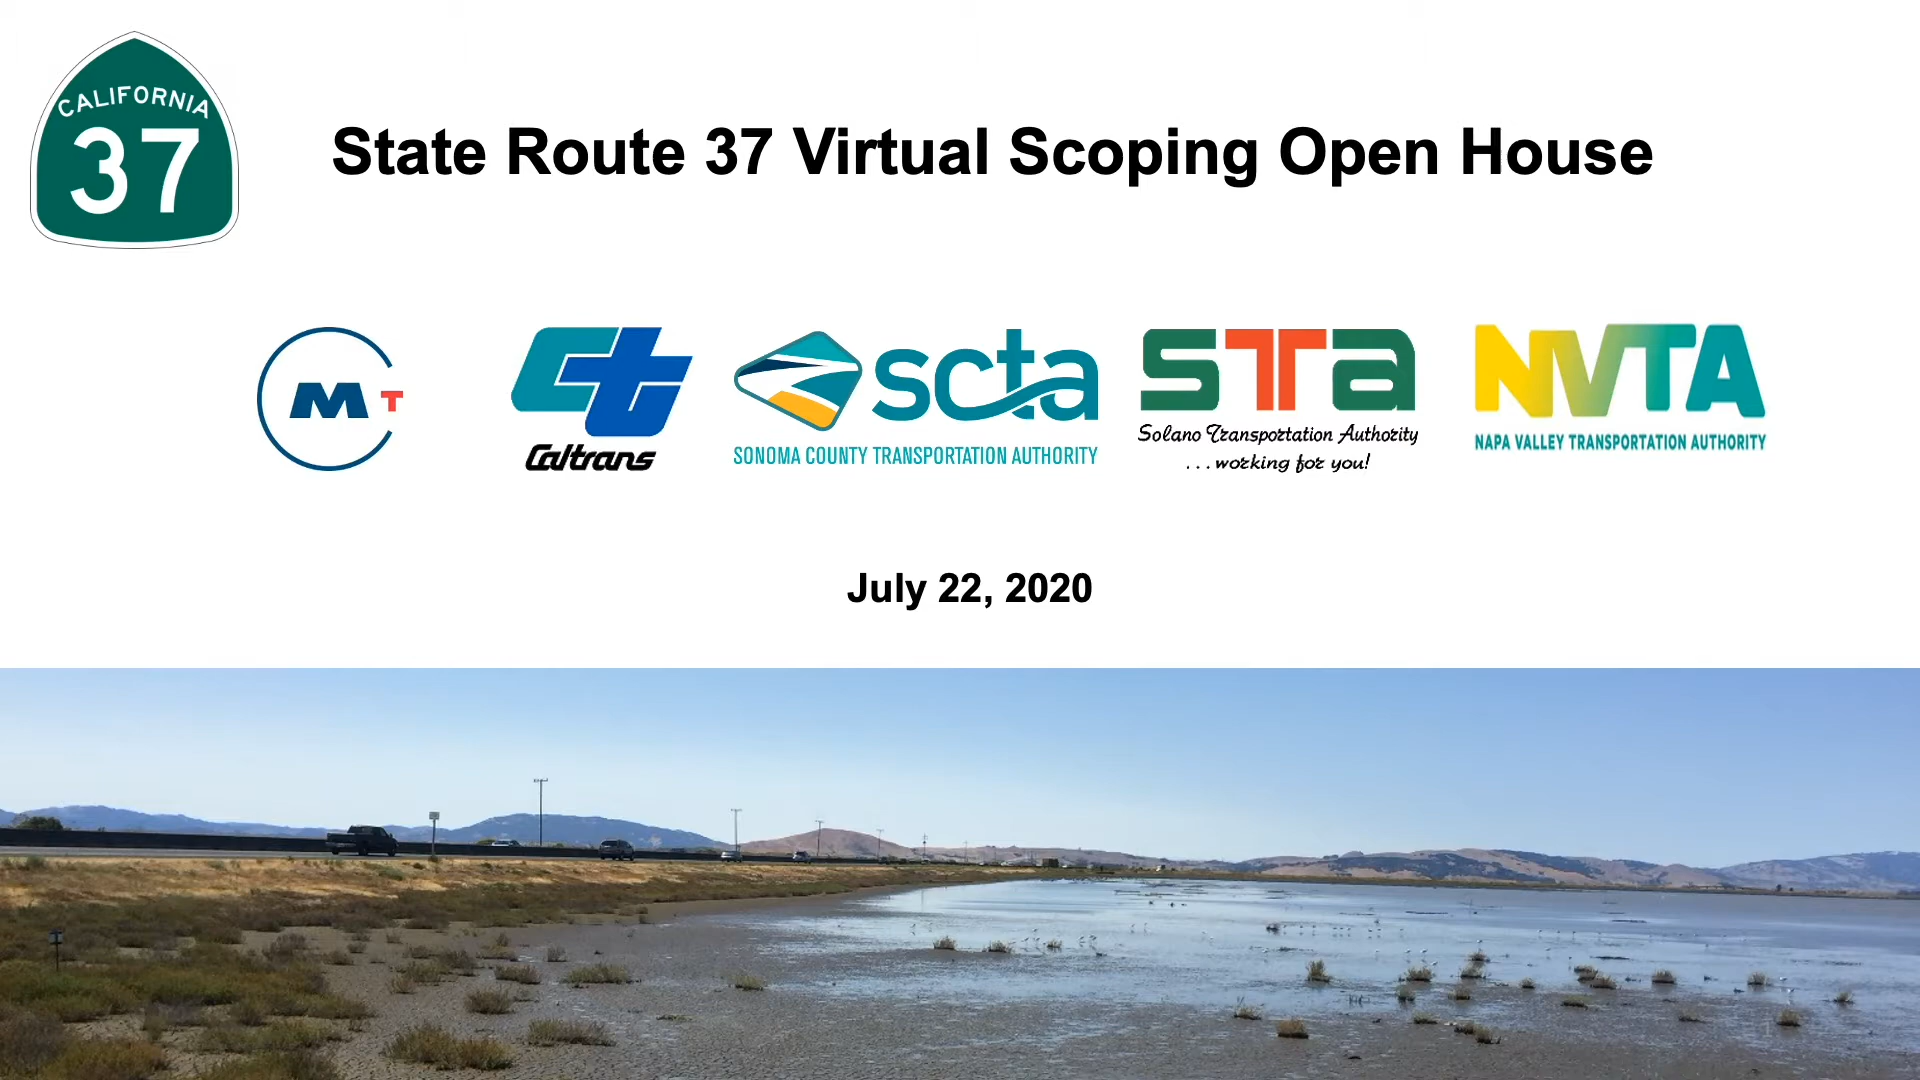 CALIFORNIA
37
State Route 37 Virtual Scoping Open House
M T
ct
Caltrans
scta
SONOMA COUNTY TRANSPORTATION AUTHORITY
STa
Solano Transportation Authority
...working for you!
NVTA
NAPA VALLEY TRANSPORTATION AUTHORITY
July 22, 2020